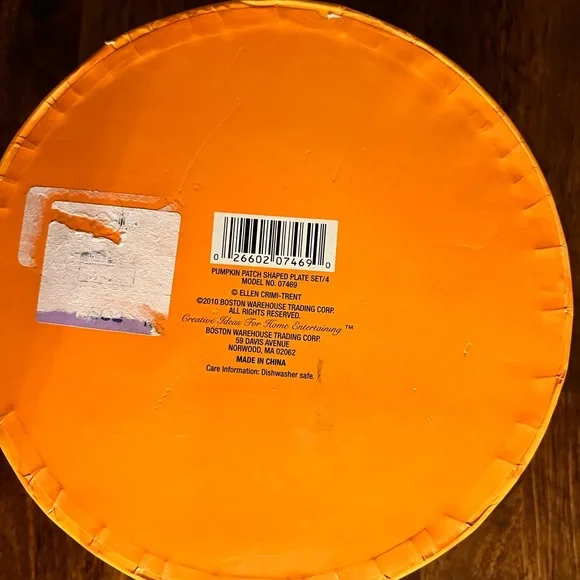 0 26602 07469 0
PUMPKIN PATCH SHAPED PLATE SET/4
MODEL NO. 07469
© ELLEN CRIMI-TRENT
©2010 BOSTON WAREHOUSE TRADING CORP.
ALL RIGHTS RESERVED.
Creative Ideas For Home Entertaining™
BOSTON WAREHOUSE TRADING CORP.
59 DAVIS AVENUE
NORWOOD, MA 02062
MADE IN CHINA
Care Information: Dishwasher safe.